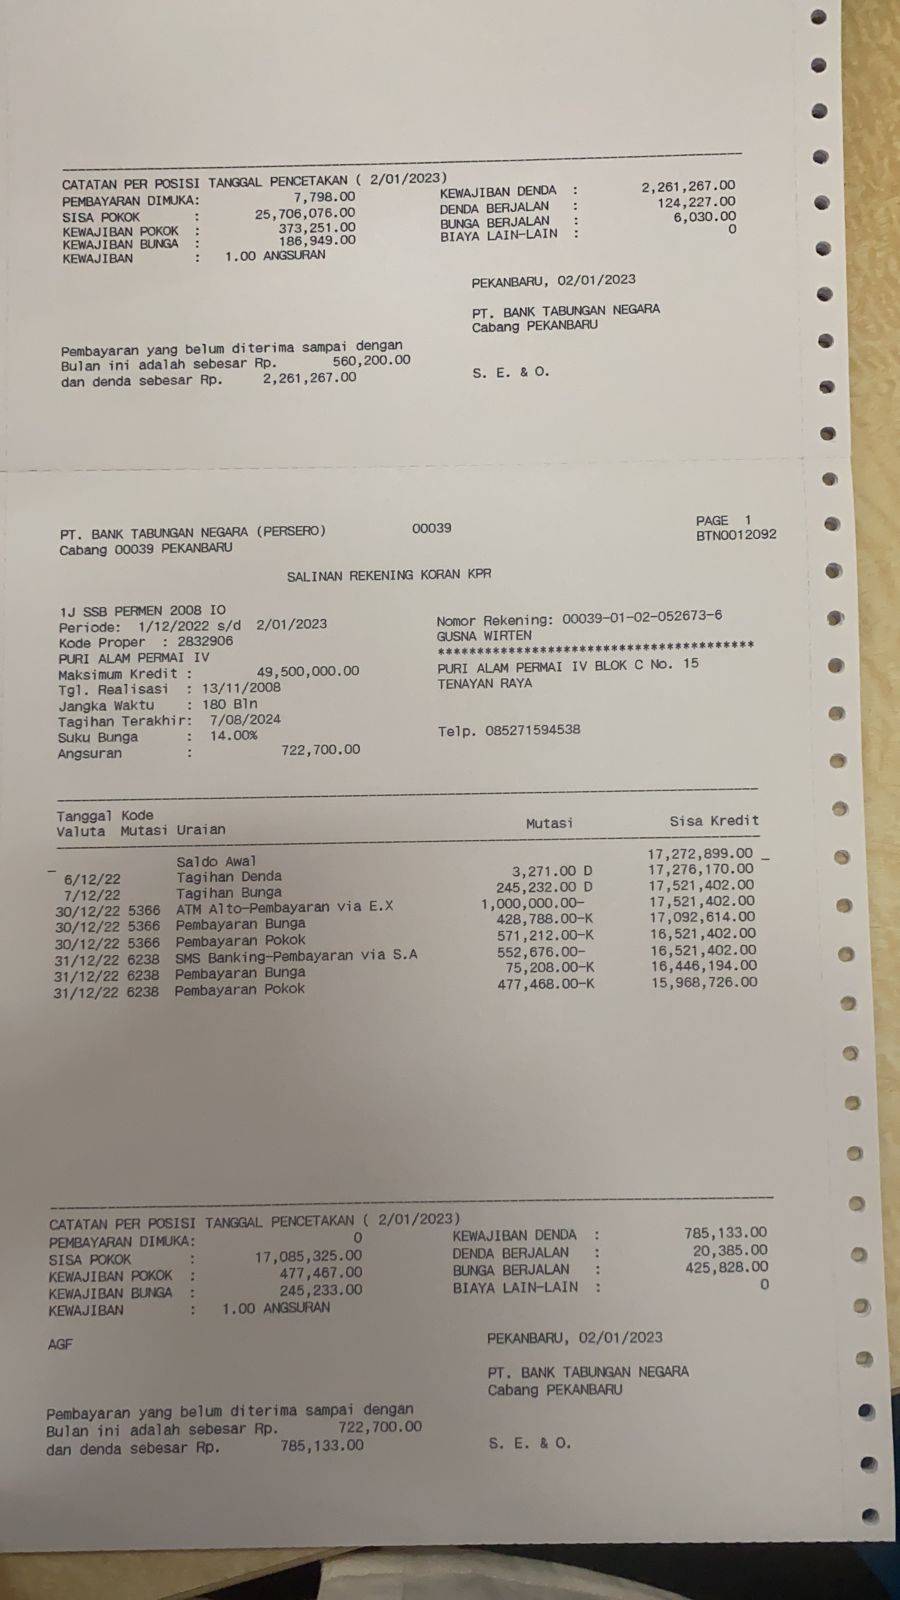 CATATAN PER POSISI TANGGAL PENCETAKAN ( 2/01/2023)
PEMBAYARAN DIMUKA: 7,798.00 KEWAJIBAN DENDA : 2,261,267.00
SISA POKOK : 25,706,076.00 DENDA BERJALAN : 124,227.00
KEWAJIBAN POKOK : 373,251.00 BUNGA BERJALAN : 6,030.00
KEWAJIBAN BUNGA : 186,949.00 BIAYA LAIN-LAIN : 0
KEWAJIBAN : 1.00 ANGSURAN
PEKANBARU, 02/01/2023
PT. BANK TABUNGAN NEGARA
Cabang PEKANBARU
Pembayaran yang belum diterima sampai dengan
Bulan ini adalah sebesar Rp. 560,200.00
dan denda sebesar Rp. 2,261,267.00 S. E. & O.
PT. BANK TABUNGAN NEGARA (PERSERO) 00039 PAGE 1
Cabang 00039 PEKANBARU BTN0012092
SALINAN REKENING KORAN KPR
1J SSB PERMEN 2008 IO
Periode: 1/12/2022 s/d 2/01/2023 Nomor Rekening: 00039-01-02-052673-6
Kode Proper : 2832906 GUSNA WIRTEN
PURI ALAM PERMAI IV *****************************************
Maksimum Kredit : 49,500,000.00 PURI ALAM PERMAI IV BLOK C No. 15
Tgl. Realisasi : 13/11/2008 TENAYAN RAYA
Jangka Waktu : 180 Bln
Tagihan Terakhir: 7/08/2024
Suku Bunga : 14.00% Telp. 085271594538
Angsuran : 722,700.00
Tanggal Kode
Valuta Mutasi Uraian Mutasi Sisa Kredit
Saldo Awal 17,272,899.00 _
6/12/22 Tagihan Denda 3,271.00 D 17,276,170.00
7/12/22 Tagihan Bunga 245,232.00 D 17,521,402.00
30/12/22 5366 ATM Alto-Pembayaran via E.X 1,000,000.00- 17,521,402.00
30/12/22 5366 Pembayaran Bunga 428,788.00-K 17,092,614.00
30/12/22 5366 Pembayaran Pokok 571,212.00-K 16,521,402.00
31/12/22 6238 SMS Banking-Pembayaran via S.A 552,676.00- 16,521,402.00
31/12/22 6238 Pembayaran Bunga 75,208.00-K 16,446,194.00
31/12/22 6238 Pembayaran Pokok 477,468.00-K 15,968,726.00
CATATAN PER POSISI TANGGAL PENCETAKAN ( 2/01/2023)
PEMBAYARAN DIMUKA: 0 KEWAJIBAN DENDA : 785,133.00
SISA POKOK : 17,085,325.00 DENDA BERJALAN : 20,385.00
KEWAJIBAN POKOK : 477,467.00 BUNGA BERJALAN : 425,828.00
KEWAJIBAN BUNGA : 245,233.00 BIAYA LAIN-LAIN : 0
KEWAJIBAN : 1.00 ANGSURAN
AGF PEKANBARU, 02/01/2023
PT. BANK TABUNGAN NEGARA
Cabang PEKANBARU
Pembayaran yang belum diterima sampai dengan
Bulan ini adalah sebesar Rp. 722,700.00
dan denda sebesar Rp. 785,133.00 S. E. & O.